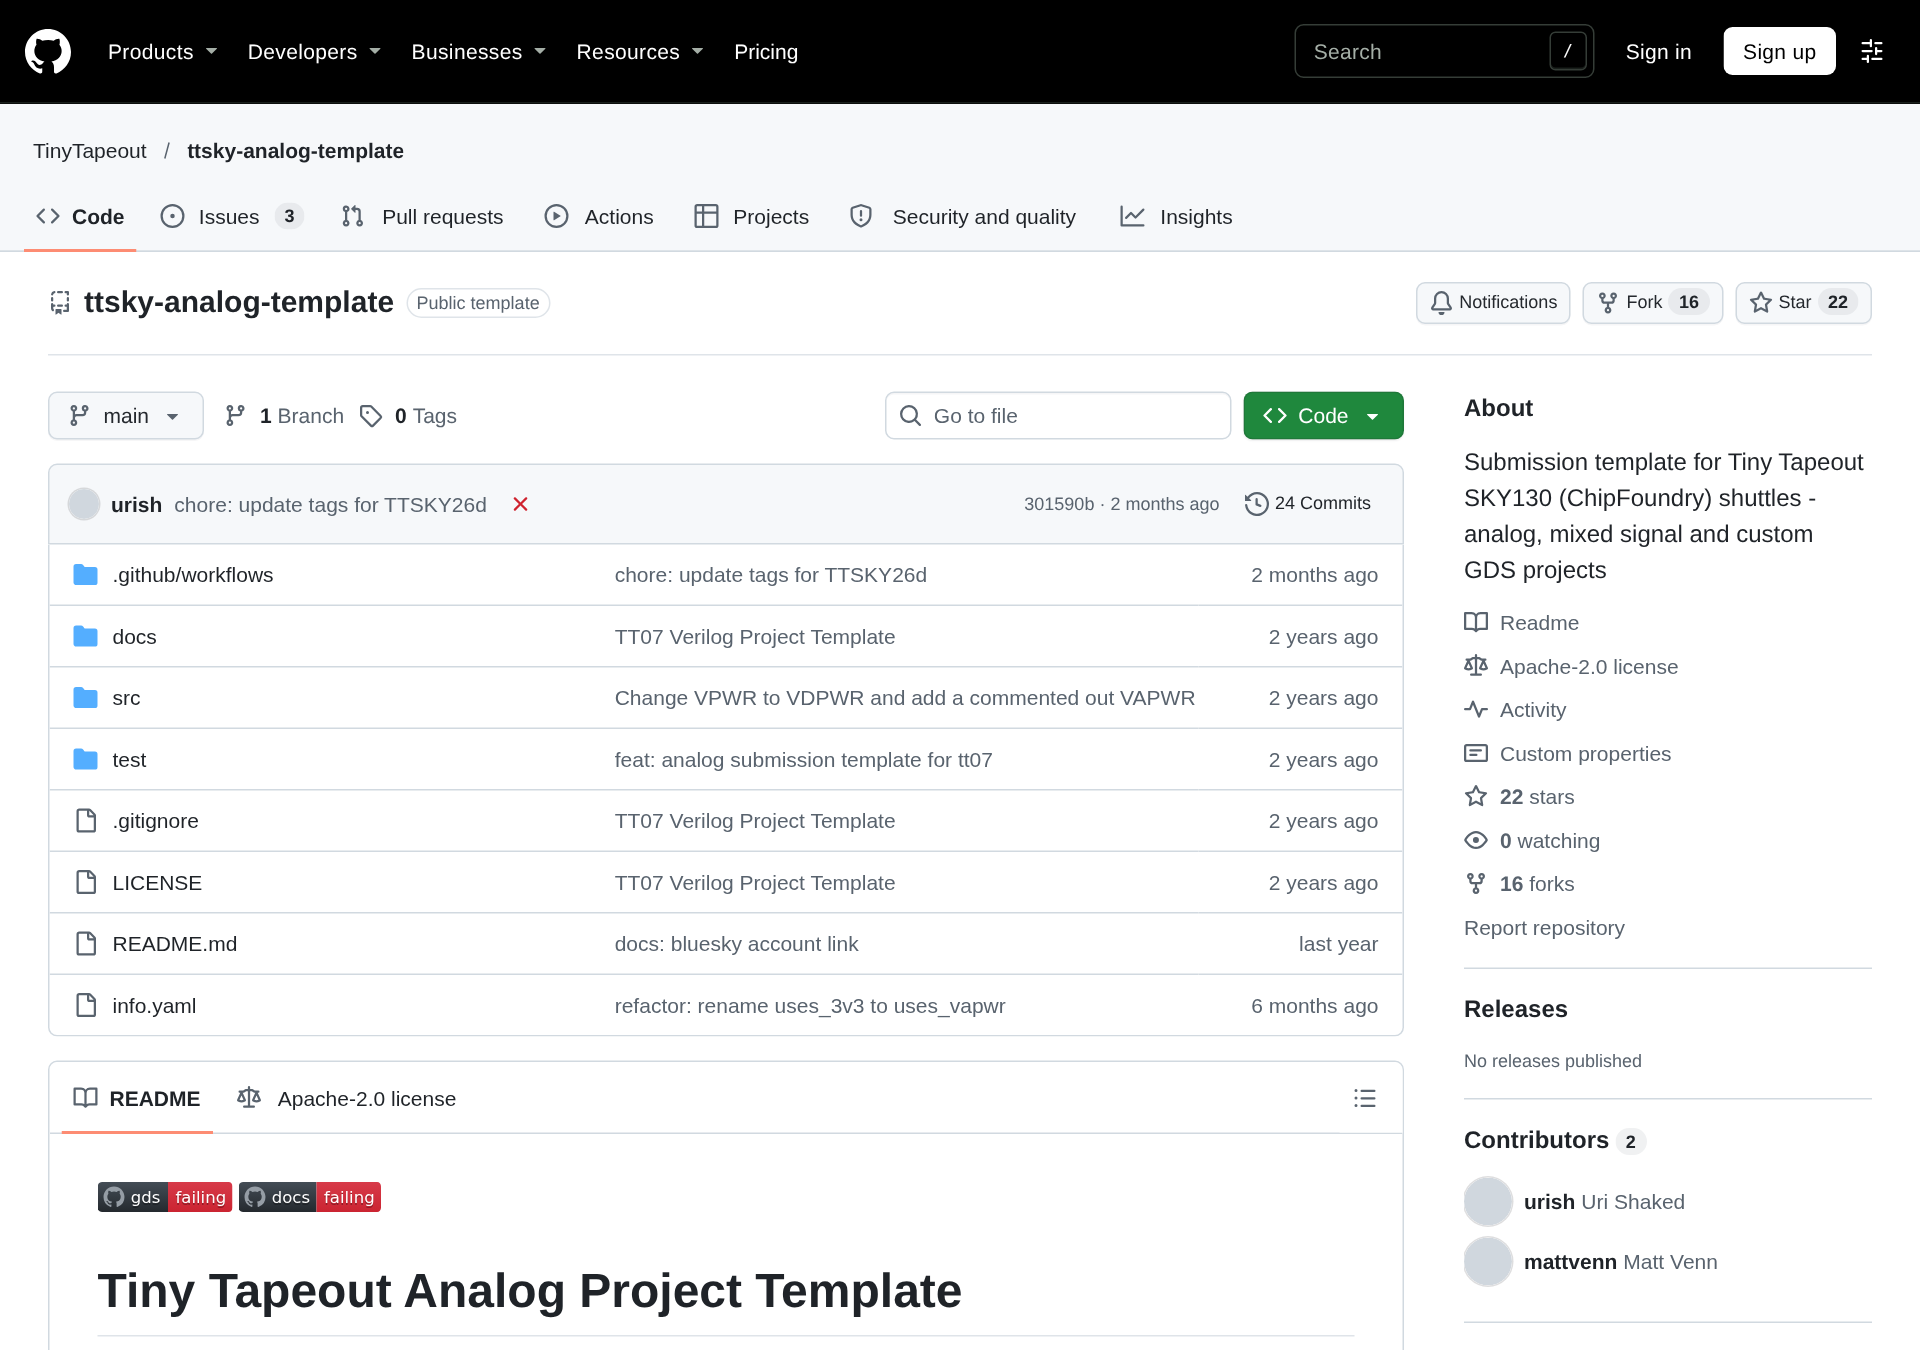 Products Developers Businesses Resources Pricing Search / Sign in Sign up
TinyTapeout / ttsky-analog-template
Code Issues 3 Pull requests Actions Projects Security and quality Insights
ttsky-analog-template Public template Notifications Fork 16 Star 22
main 1 Branch 0 Tags Go to file Code
urish chore: update tags for TTSKY26d 301590b · 2 months ago 24 Commits
.github/workflows chore: update tags for TTSKY26d 2 months ago
docs TT07 Verilog Project Template 2 years ago
src Change VPWR to VDPWR and add a commented out VAPWR 2 years ago
test feat: analog submission template for tt07 2 years ago
.gitignore TT07 Verilog Project Template 2 years ago
LICENSE TT07 Verilog Project Template 2 years ago
README.md docs: bluesky account link last year
info.yaml refactor: rename uses_3v3 to uses_vapwr 6 months ago
README Apache-2.0 license
gds failing docs failing
Tiny Tapeout Analog Project Template
About
Submission template for Tiny Tapeout
SKY130 (ChipFoundry) shuttles -
analog, mixed signal and custom
GDS projects
Readme
Apache-2.0 license
Activity
Custom properties
22 stars
0 watching
16 forks
Report repository
Releases
No releases published
Contributors 2
urish Uri Shaked
mattvenn Matt Venn